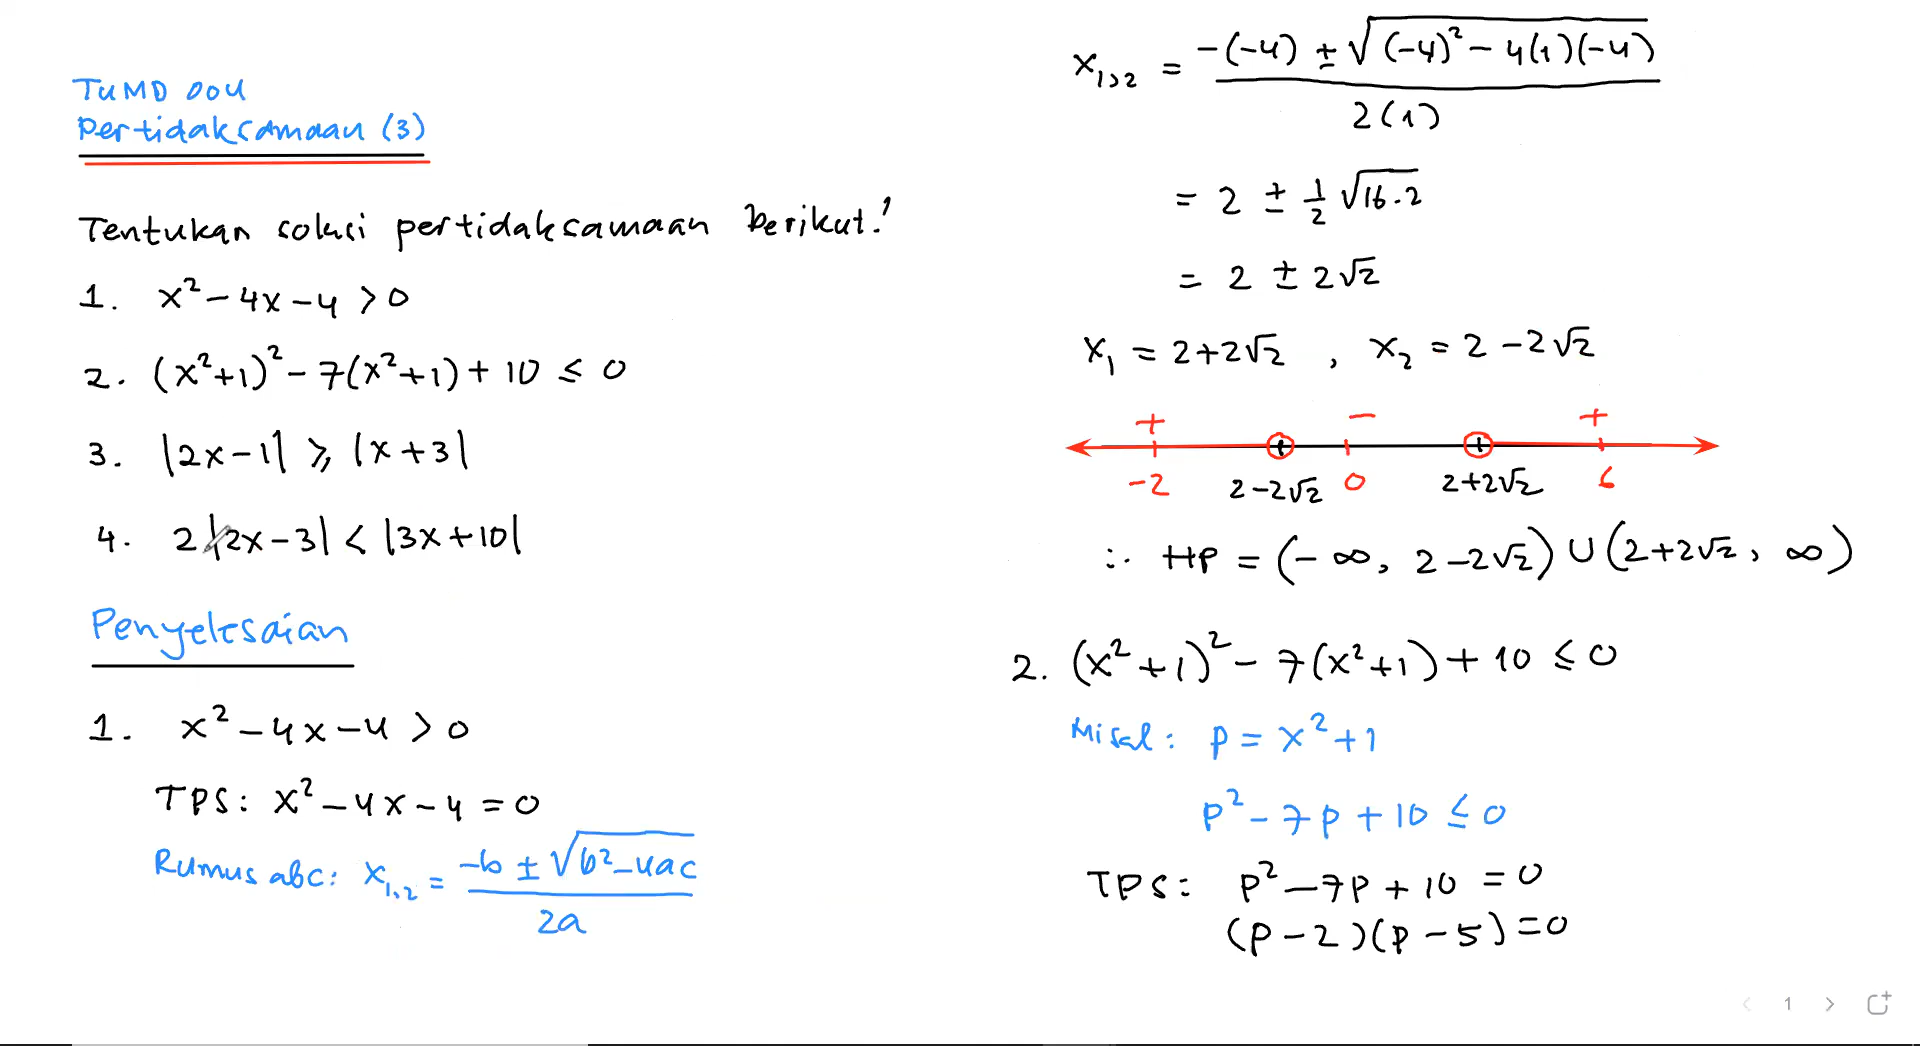 TUMD 004
Pertidaksamaan (3)
Tentukan solusi pertidaksamaan berikut!
1. x² - 4x - 4 > 0
2. (x²+1)² - 7(x²+1) + 10 ≤ 0
3. |2x - 1| ≥ |x + 3|
4. 2|2x - 3| < |3x + 10|
Penyelesaian
1. x² - 4x - 4 > 0
TPS: x² - 4x - 4 = 0
Rumus abc: x₁,₂ = (-b ± √(b² - 4ac)) / 2a
x₁,₂ = (-(-4) ± √((-4)² - 4(1)(-4))) / 2(1)
= 2 ± ½√(16·2)
= 2 ± 2√2
x₁ = 2+2√2 , x₂ = 2-2√2
+ - +
-2 2-2√2 0 2+2√2 6
∴ HP = (-∞, 2-2√2) ∪ (2+2√2, ∞)
2. (x²+1)² - 7(x²+1) + 10 ≤ 0
Misal: p = x² + 1
p² - 7p + 10 ≤ 0
TPS: p² - 7p + 10 = 0
(p - 2)(p - 5) = 0
1